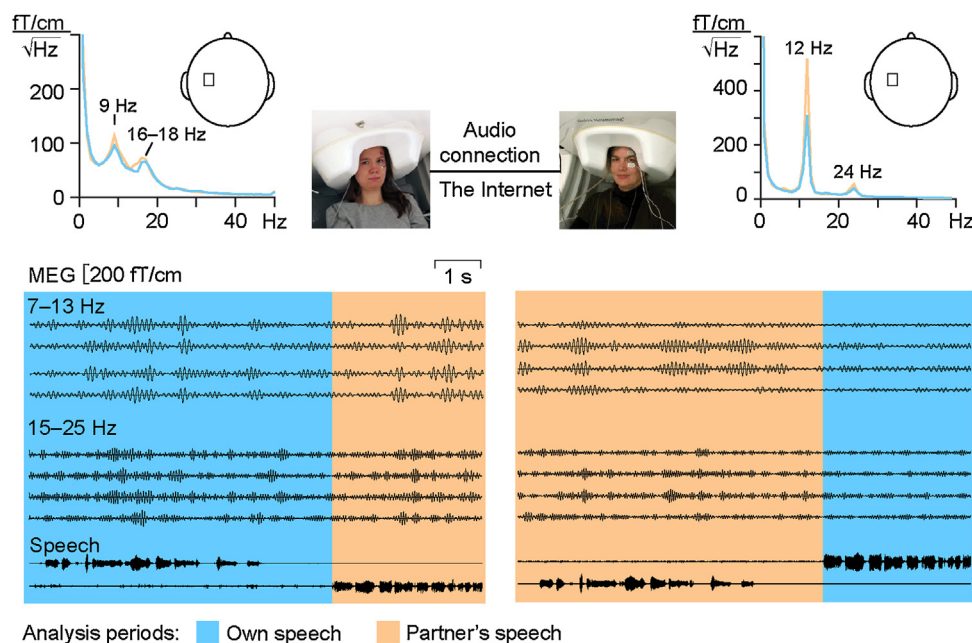 fT/cm
√Hz
200
100
0
9 Hz
16–18 Hz
0
20
40
Hz
Audio
connection
The Internet
fT/cm
√Hz
400
200
0
12 Hz
24 Hz
0
20
40
Hz
MEG [200 fT/cm
1 s
7–13 Hz
15–25 Hz
Speech
Analysis periods: Own speech Partner's speech